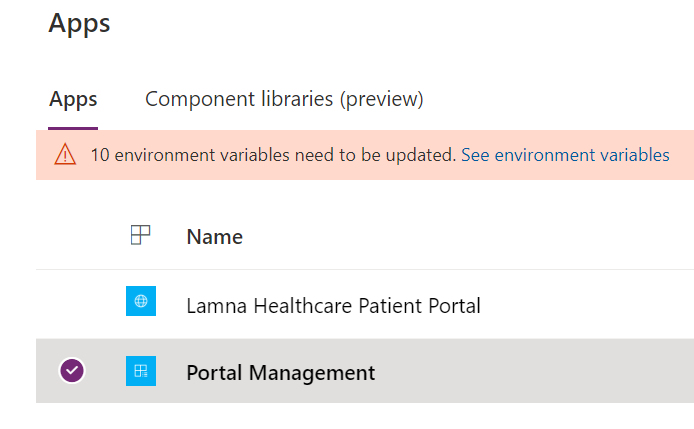 Apps
Apps Component libraries (preview)
10 environment variables need to be updated. See environment variables
Name
Lamna Healthcare Patient Portal
Portal Management